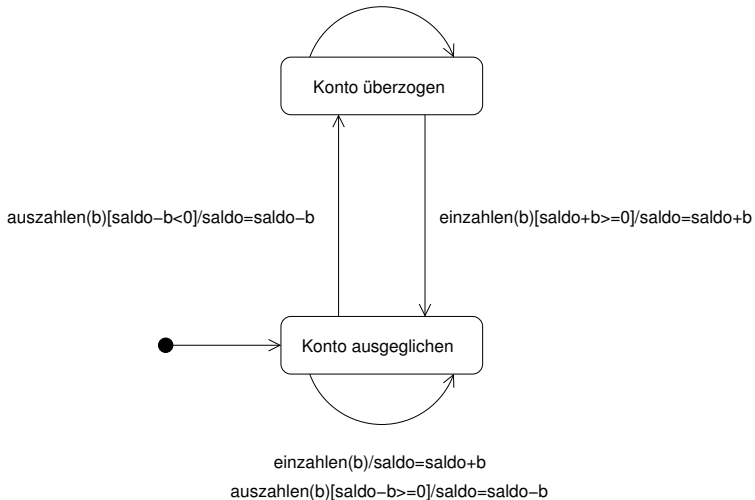 Konto überzogen
auszahlen(b)[saldo−b<0]/saldo=saldo−b
einzahlen(b)[saldo+b>=0]/saldo=saldo+b
Konto ausgeglichen
einzahlen(b)/saldo=saldo+b
auszahlen(b)[saldo−b>=0]/saldo=saldo−b